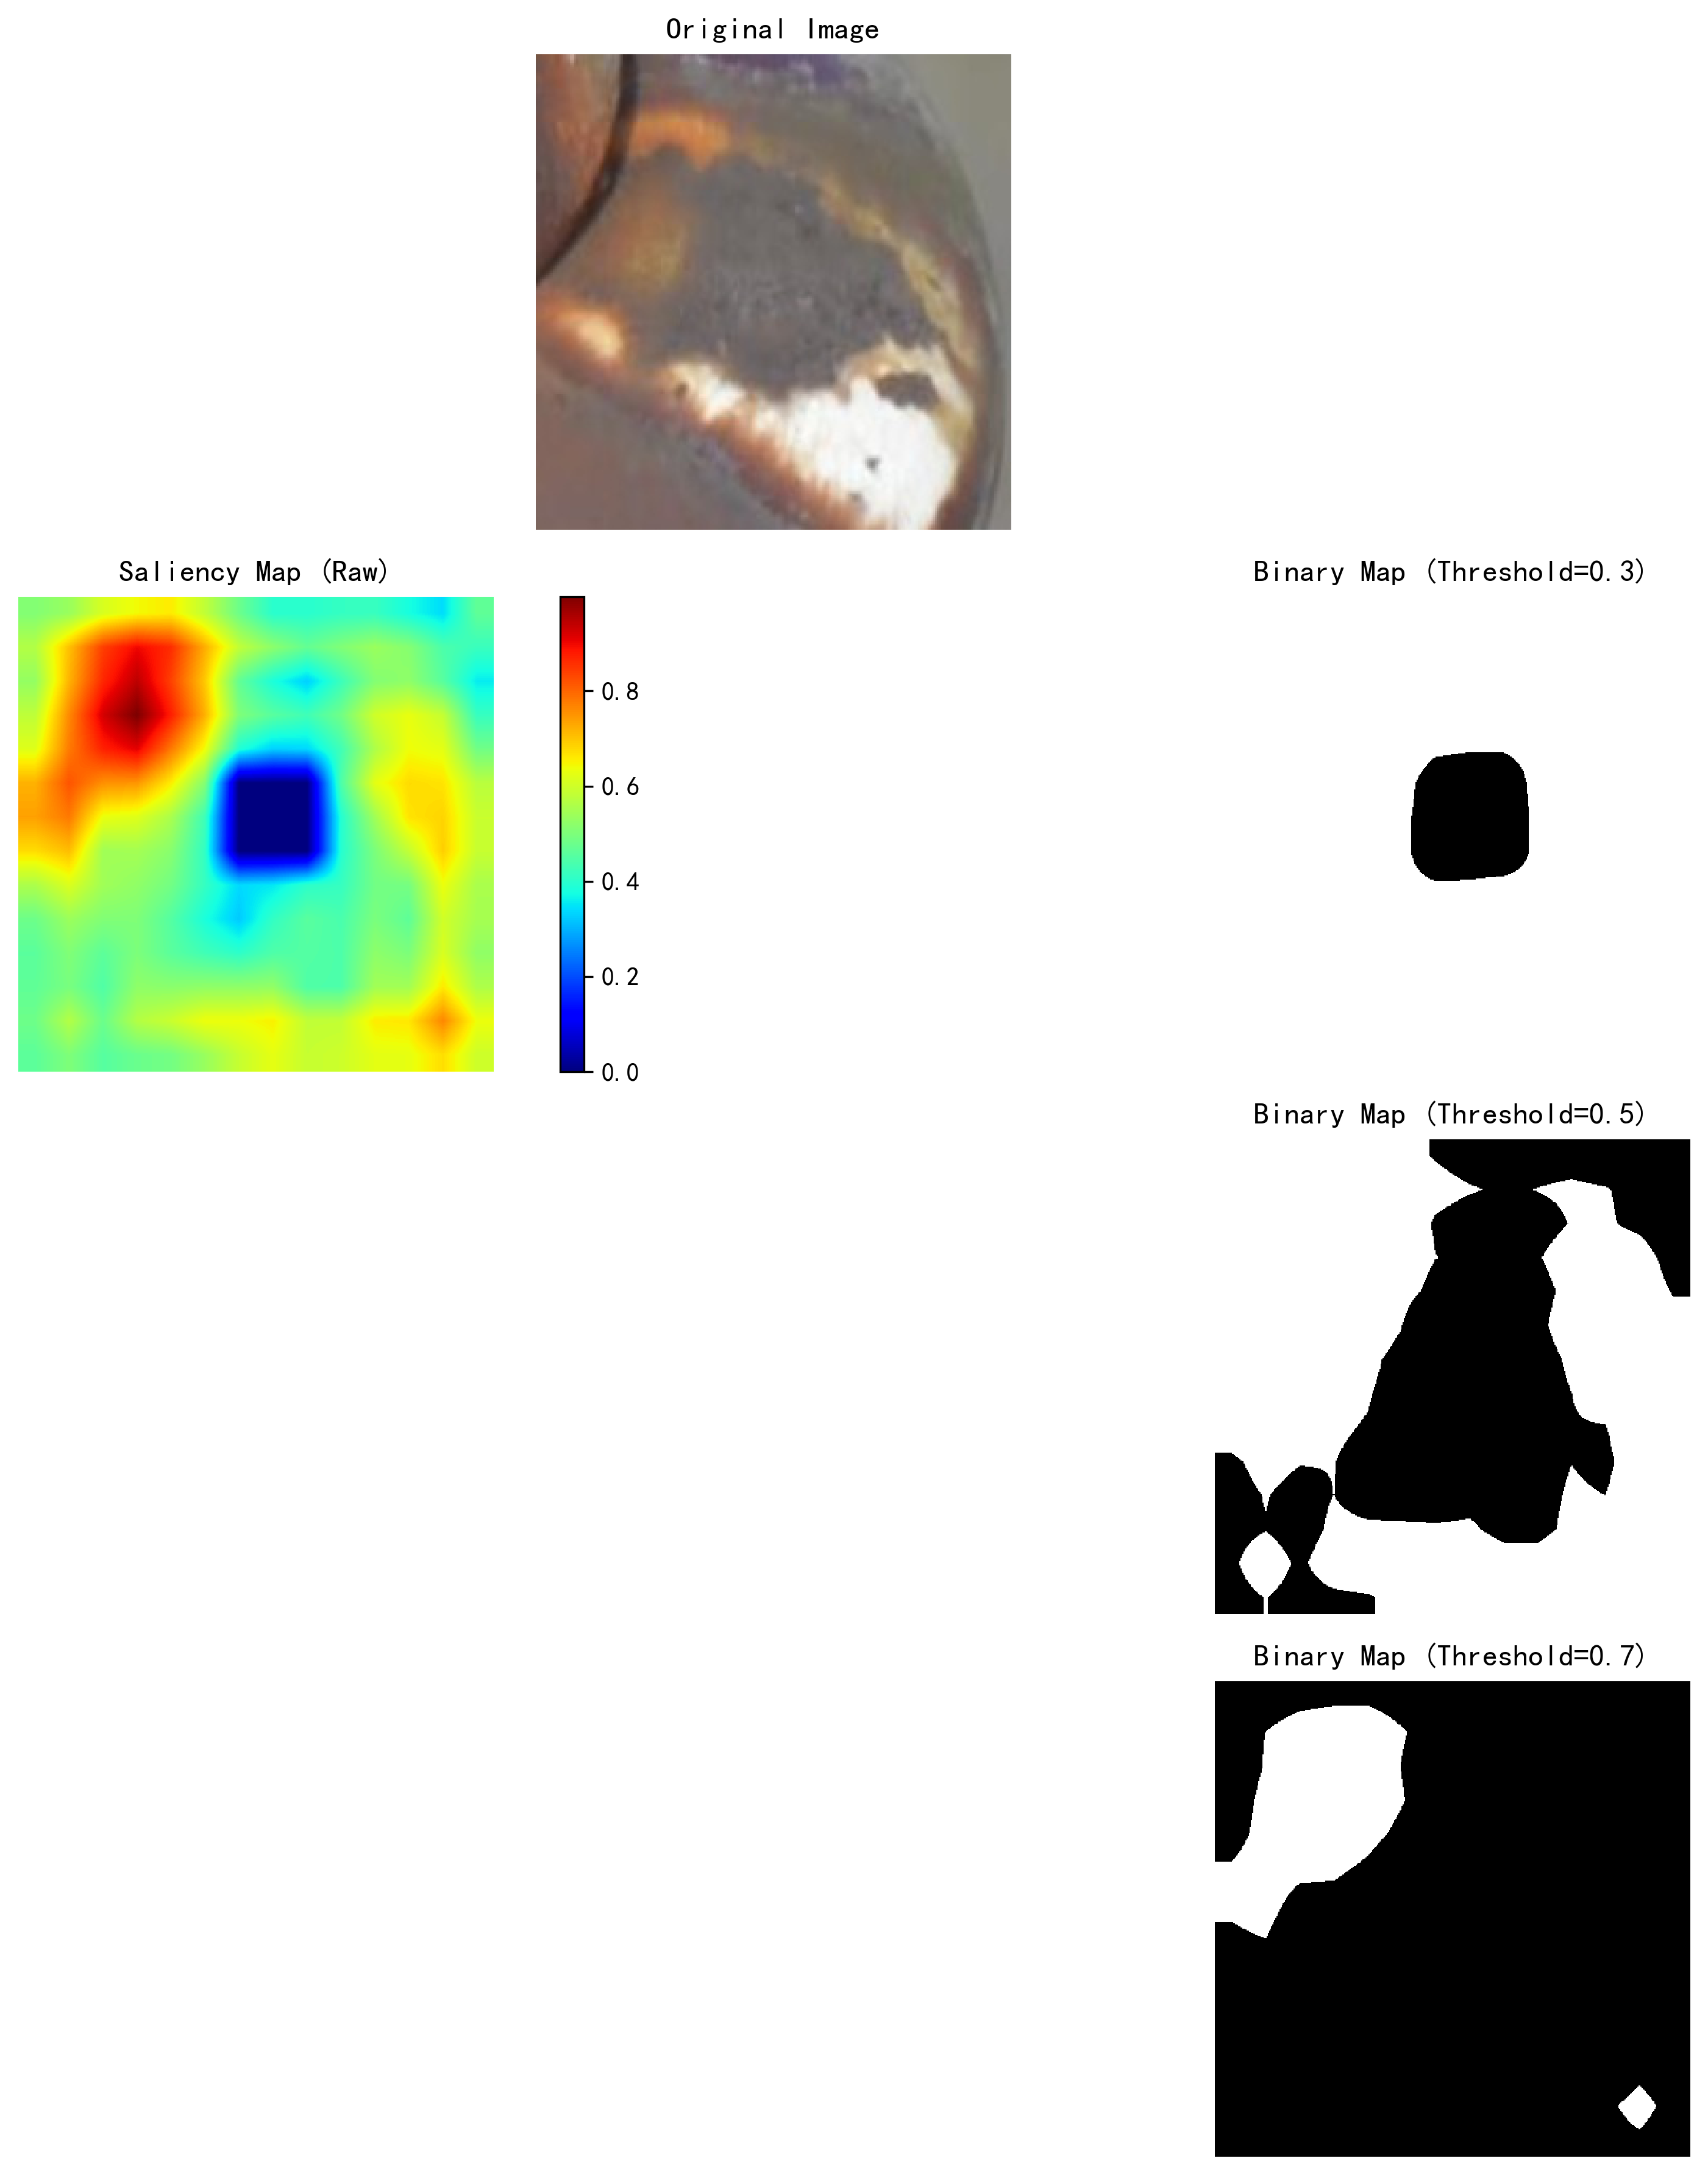 Original Image
Saliency Map (Raw)
Binary Map (Threshold=0.3)
0.8
0.6
0.4
0.2
0.0
Binary Map (Threshold=0.5)
Binary Map (Threshold=0.7)